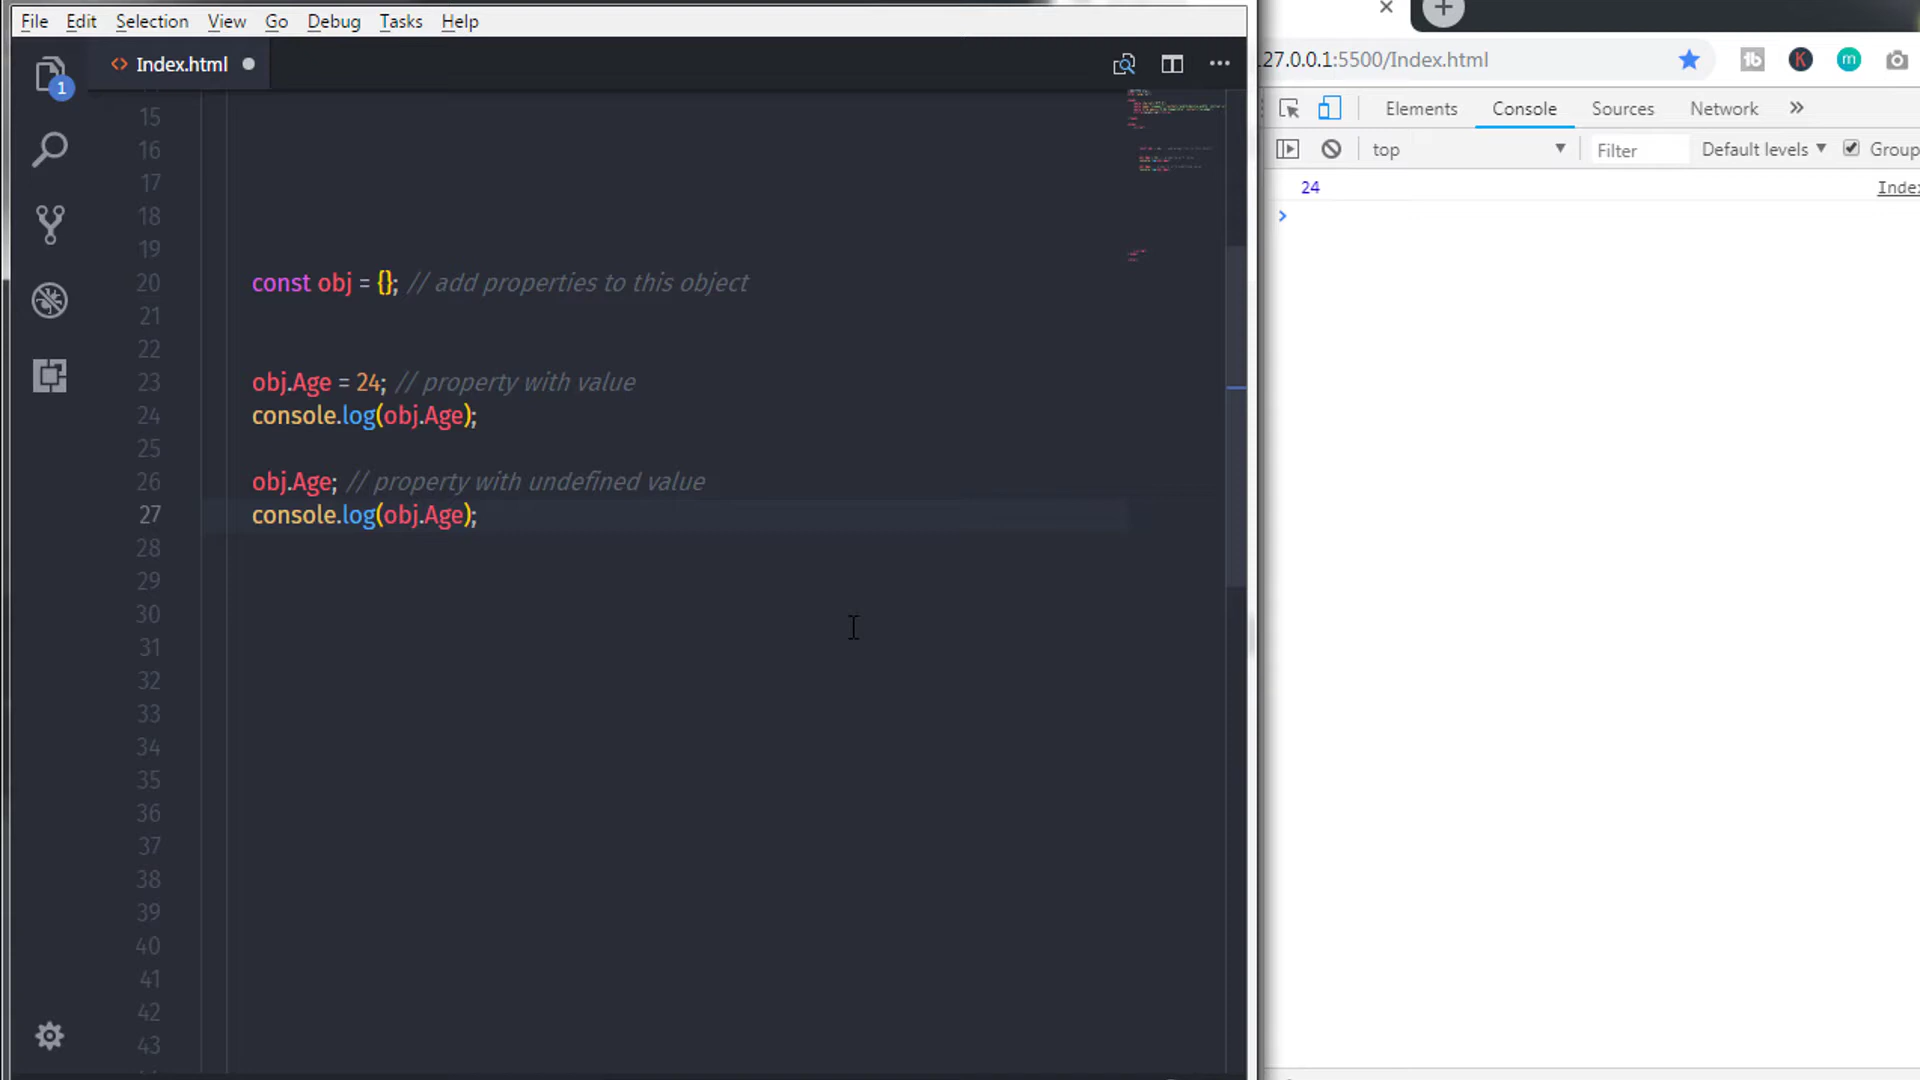 File Edit Selection View Go Debug Tasks Help
1
<> Index.html
15
16
17
18
19
20 const obj = {}; // add properties to this object
21
22
23 obj.Age = 24; // property with value
24 console.log(obj.Age);
25
26 obj.Age; // property with undefined value
27 console.log(obj.Age);
28
29
30
31
32
33
34
35
36
37
38
39
40
41
42
43
27.0.0.1:5500/Index.html
tb K m
Elements Console Sources Network »
top Filter Default levels ▼ Group
24 Inde
>